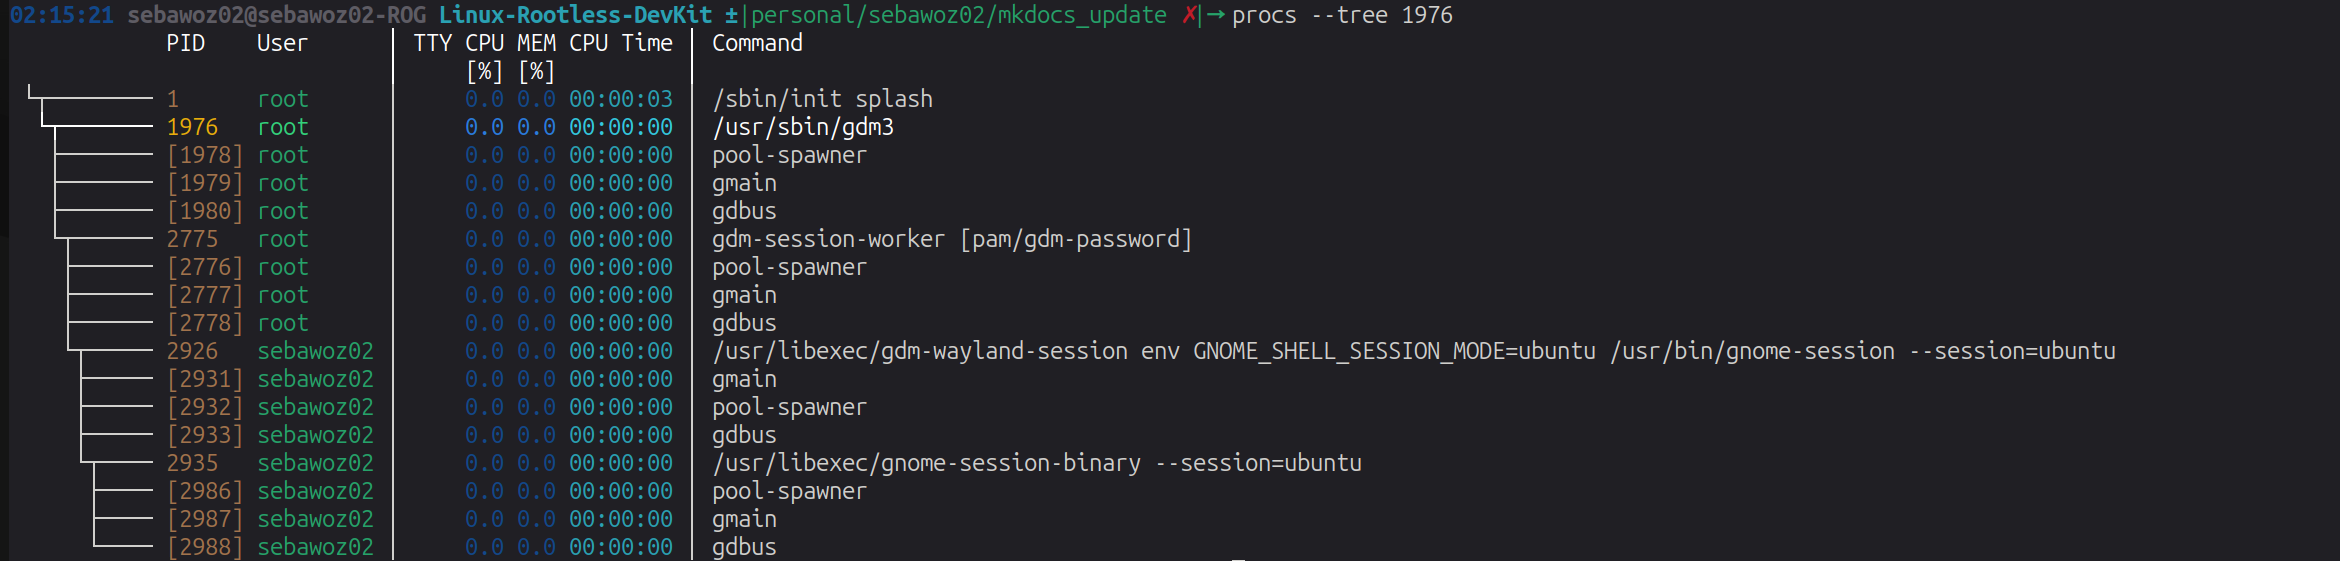 02:15:21 sebawoz02@sebawoz02-ROG Linux-Rootless-DevKit ±|personal/sebawoz02/mkdocs_update ✗|→ procs --tree 1976
PID User TTY CPU MEM CPU Time Command
[%] [%]
1 root 0.0 0.0 00:00:03 /sbin/init splash
1976 root 0.0 0.0 00:00:00 /usr/sbin/gdm3
[1978] root 0.0 0.0 00:00:00 pool-spawner
[1979] root 0.0 0.0 00:00:00 gmain
[1980] root 0.0 0.0 00:00:00 gdbus
2775 root 0.0 0.0 00:00:00 gdm-session-worker [pam/gdm-password]
[2776] root 0.0 0.0 00:00:00 pool-spawner
[2777] root 0.0 0.0 00:00:00 gmain
[2778] root 0.0 0.0 00:00:00 gdbus
2926 sebawoz02 0.0 0.0 00:00:00 /usr/libexec/gdm-wayland-session env GNOME_SHELL_SESSION_MODE=ubuntu /usr/bin/gnome-session --session=ubuntu
[2931] sebawoz02 0.0 0.0 00:00:00 gmain
[2932] sebawoz02 0.0 0.0 00:00:00 pool-spawner
[2933] sebawoz02 0.0 0.0 00:00:00 gdbus
2935 sebawoz02 0.0 0.0 00:00:00 /usr/libexec/gnome-session-binary --session=ubuntu
[2986] sebawoz02 0.0 0.0 00:00:00 pool-spawner
[2987] sebawoz02 0.0 0.0 00:00:00 gmain
[2988] sebawoz02 0.0 0.0 00:00:00 gdbus